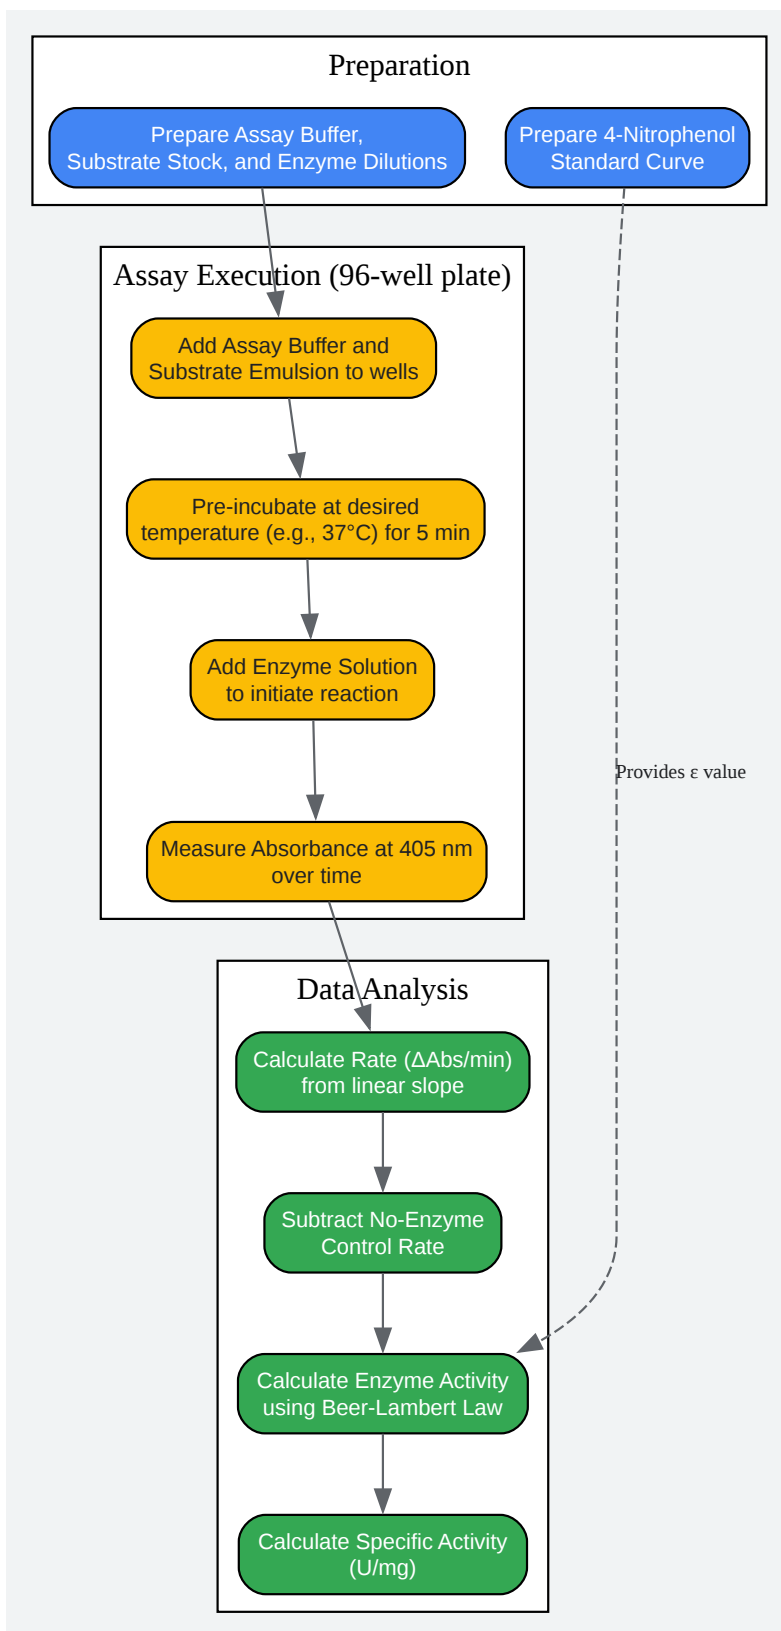 Preparation
Prepare Assay Buffer,
Substrate Stock, and Enzyme Dilutions
Prepare 4-Nitrophenol
Standard Curve
Assay Execution (96-well plate)
Add Assay Buffer and
Substrate Emulsion to wells
Pre-incubate at desired
temperature (e.g., 37°C) for 5 min
Add Enzyme Solution
to initiate reaction
Provides ε value
Measure Absorbance at 405 nm
over time
Data Analysis
Calculate Rate (ΔAbs/min)
from linear slope
Subtract No-Enzyme
Control Rate
Calculate Enzyme Activity
using Beer-Lambert Law
Calculate Specific Activity
(U/mg)